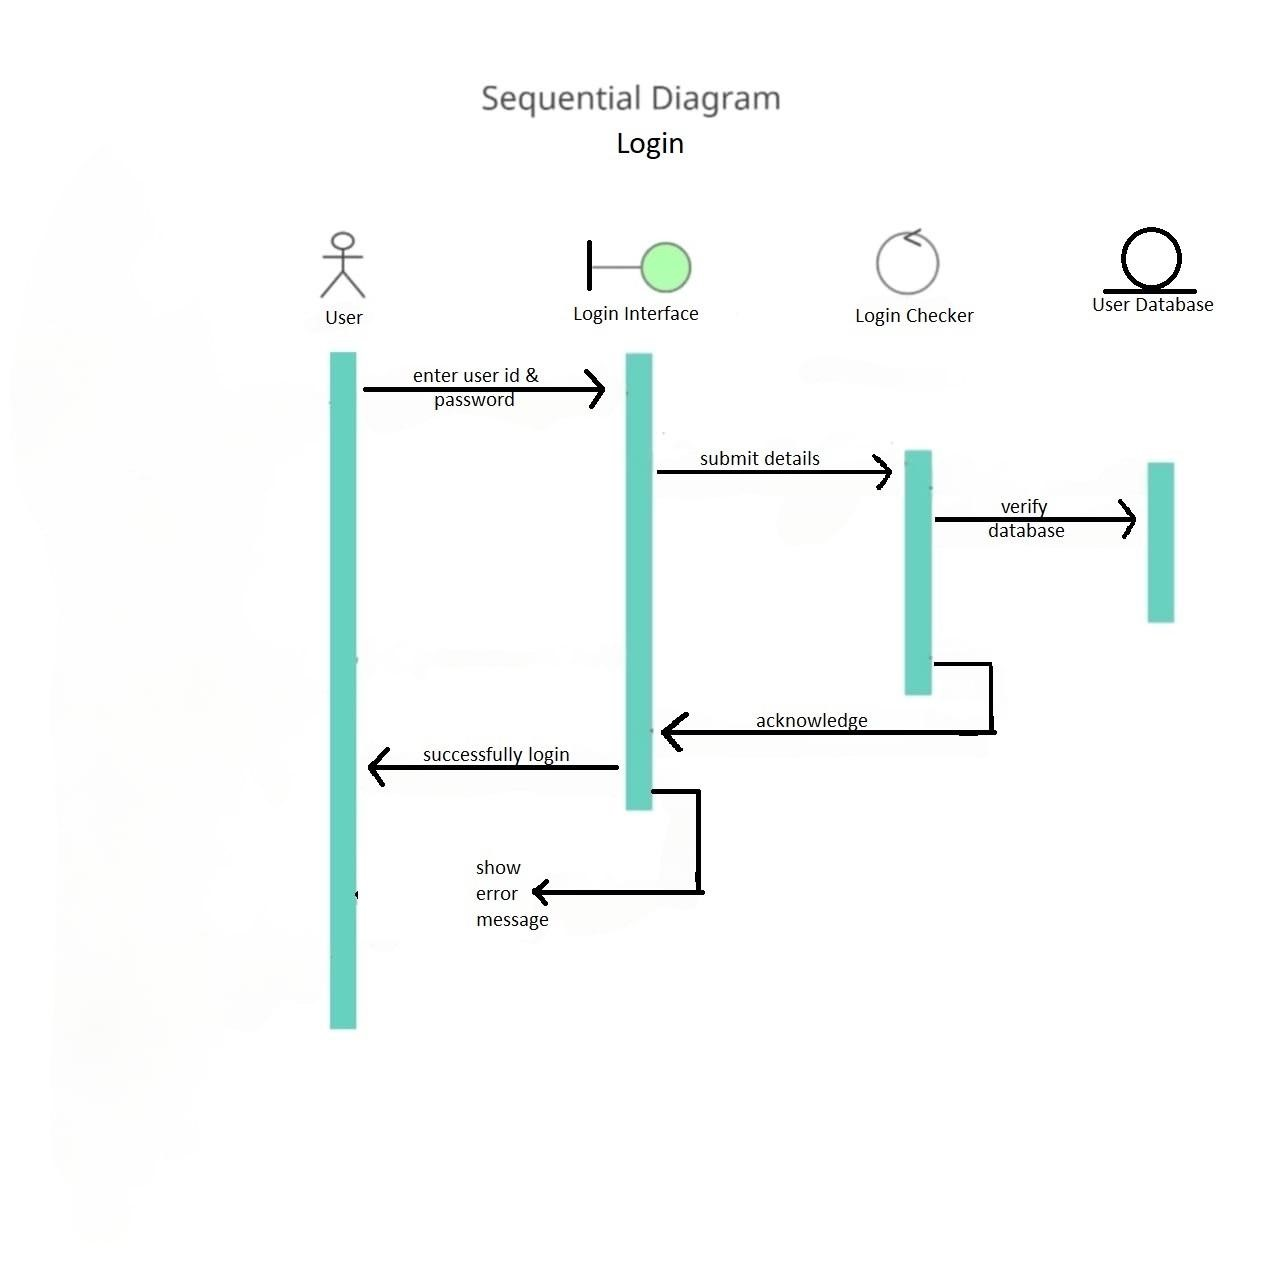 Sequential Diagram
Login
User
Login Interface
Login Checker
User Database
enter user id &
password
submit details
verify
database
acknowledge
successfully login
show
error
message